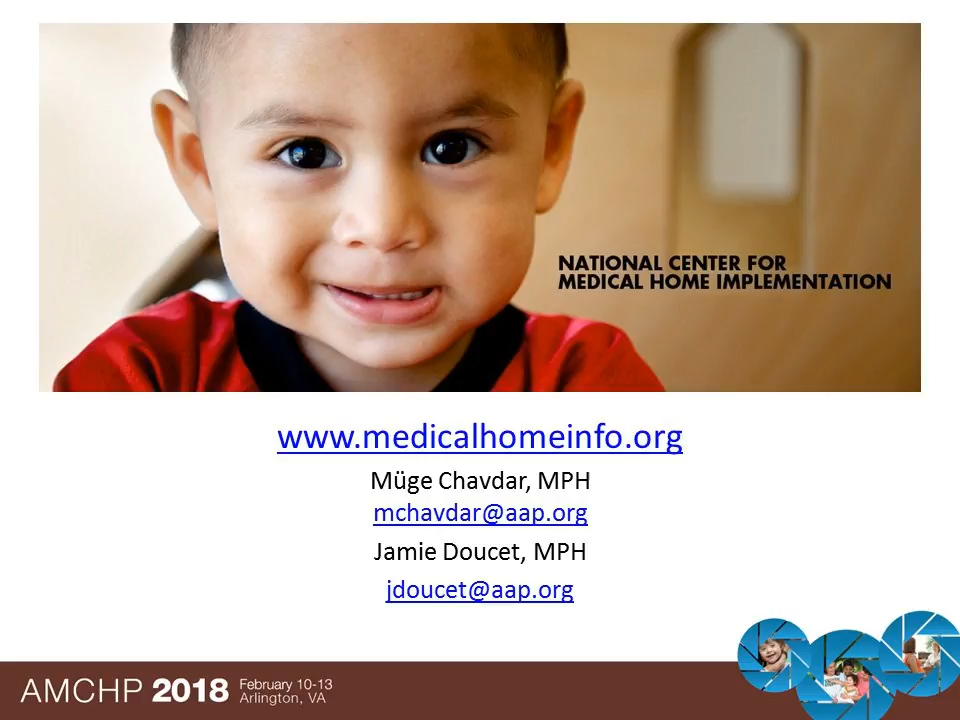 NATIONAL CENTER FOR
MEDICAL HOME IMPLEMENTATION
www.medicalhomeinfo.org
Müge Chavdar, MPH
mchavdar@aap.org
Jamie Doucet, MPH
jdoucet@aap.org
AMCHP 2018 February 10-13
Arlington, VA